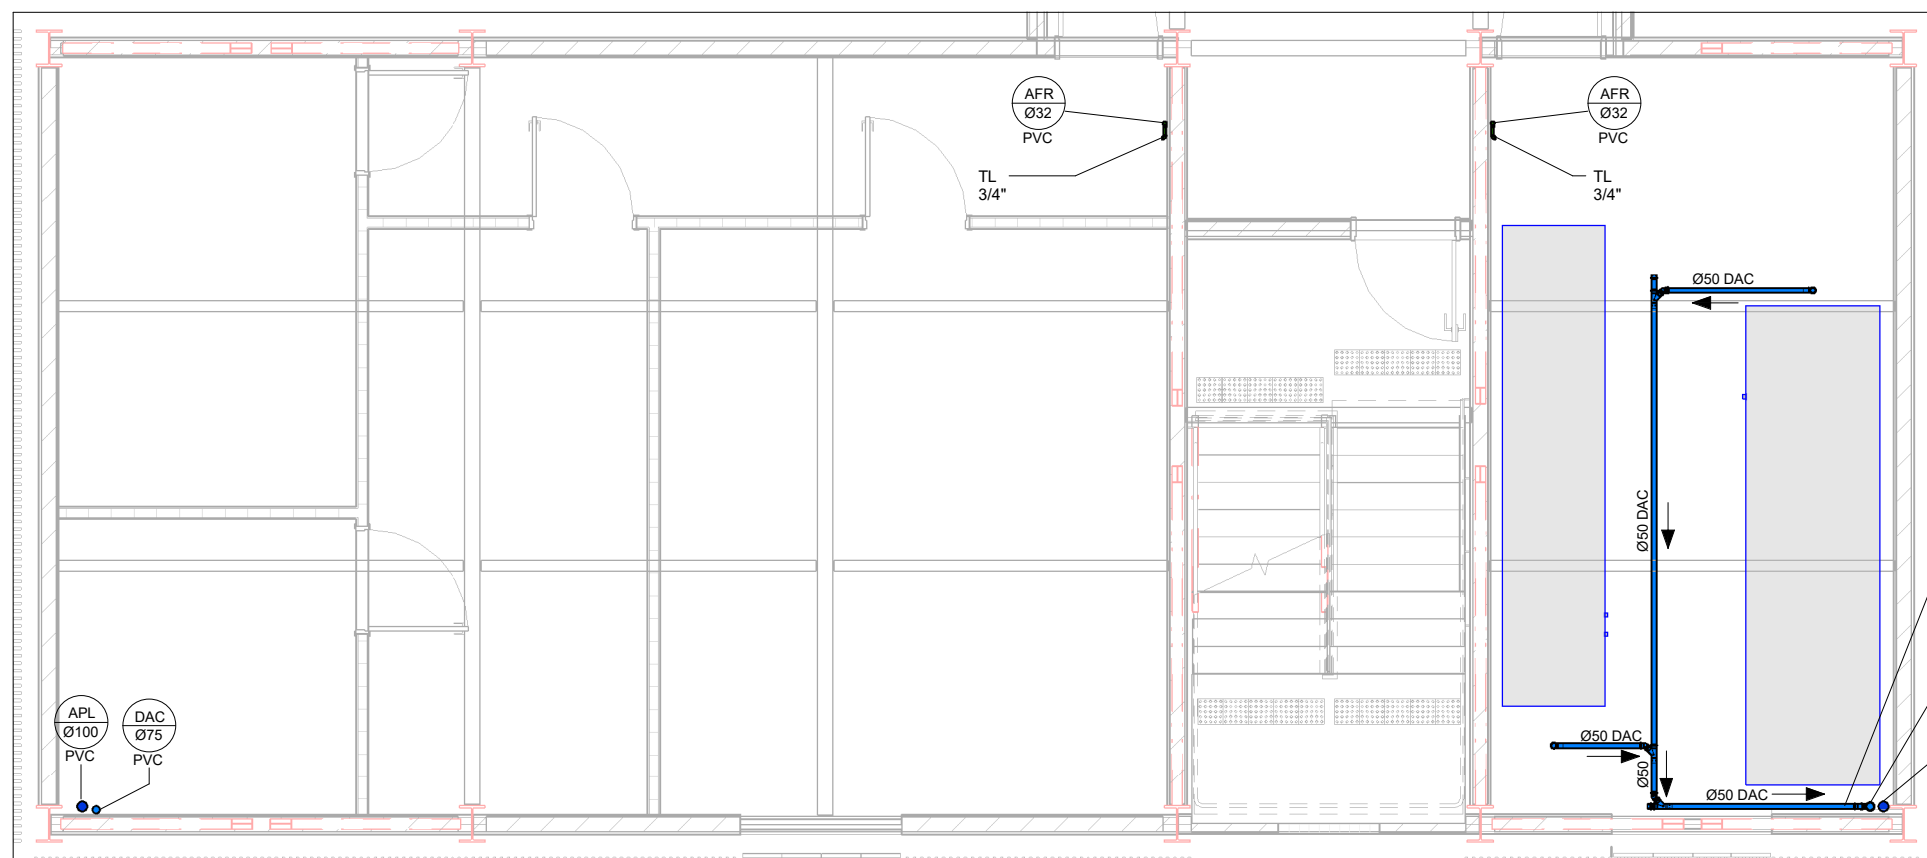 AFR
Ø32
PVC
TL
3/4"
AFR
Ø32
PVC
TL
3/4"
Ø50 DAC
Ø50 DAC
APL
Ø100
PVC
DAC
Ø75
PVC
Ø50 DAC
Ø50
Ø50 DAC